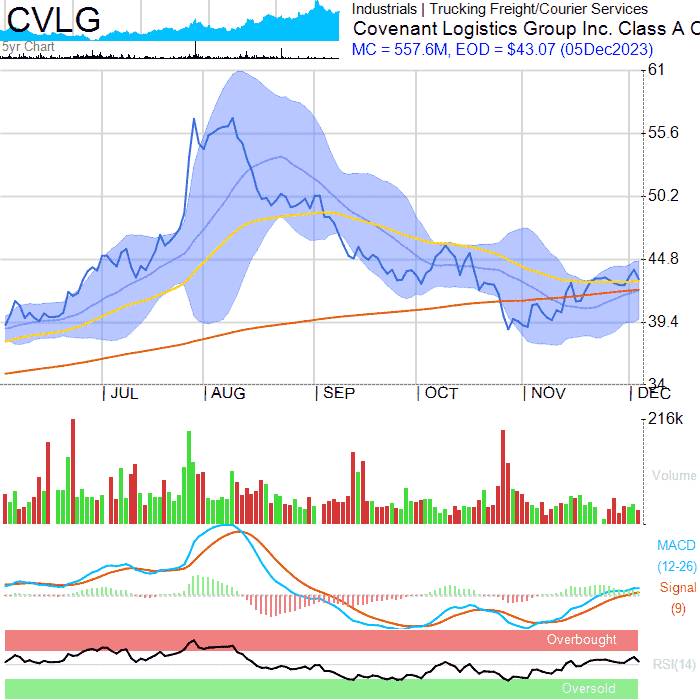 CVLG
5yr Chart
Industrials | Trucking Freight/Courier Services
Covenant Logistics Group Inc. Class A C
MC = 557.6M, EOD = $43.07 (05Dec2023)
61
55.6
50.2
44.8
39.4
34
JUL
AUG
SEP
OCT
NOV
DEC
216k
Volume
MACD
(12-26)
Signal
(9)
Overbought
RSI(14)
Oversold